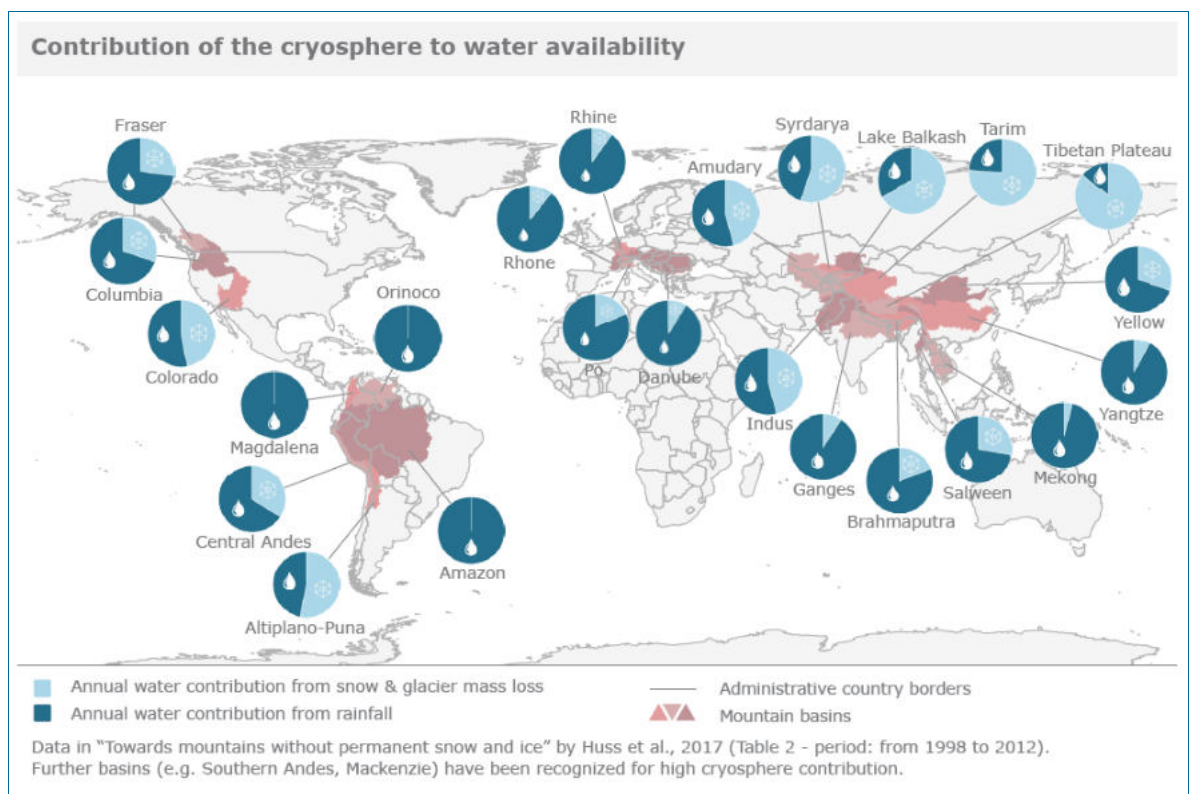 Contribution of the cryosphere to water availability
Fraser
Rhine
Syrdarya
Lake Balkash
Tarim
Tibetan Plateau
Amudary
Rhone
Columbia
Orinoco
Colorado
Po
Danube
Yellow
Indus
Yangtze
Magdalena
Ganges
Salween
Mekong
Brahmaputra
Central Andes
Amazon
Altiplano-Puna
Annual water contribution from snow & glacier mass loss
Annual water contribution from rainfall
Administrative country borders
Mountain basins
Data in “Towards mountains without permanent snow and ice” by Huss et al., 2017 (Table 2 - period: from 1998 to 2012).
Further basins (e.g. Southern Andes, Mackenzie) have been recognized for high cryosphere contribution.